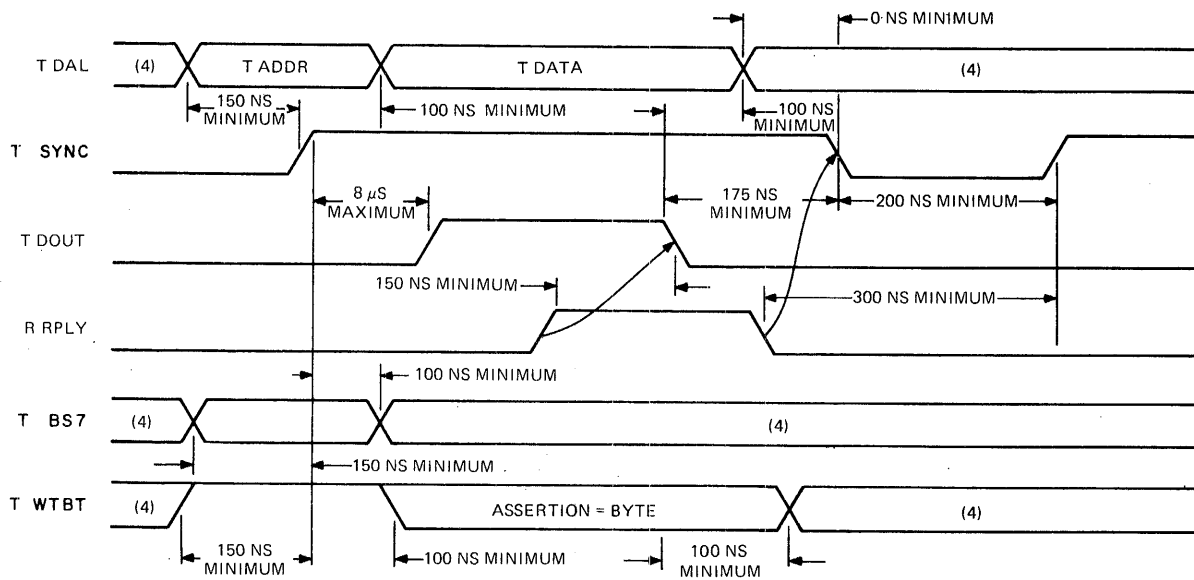 0 NS MINIMUM
T DAL (4) T ADDR T DATA (4)
150 NS MINIMUM
100 NS MINIMUM
100 NS MINIMUM
T SYNC
8 µS MAXIMUM
175 NS MINIMUM
200 NS MINIMUM
T DOUT
150 NS MINIMUM
300 NS MINIMUM
R RPLY
100 NS MINIMUM
T BS7 (4) (4)
150 NS MINIMUM
T WTBT (4) ASSERTION = BYTE (4)
150 NS MINIMUM
100 NS MINIMUM
100 NS MINIMUM